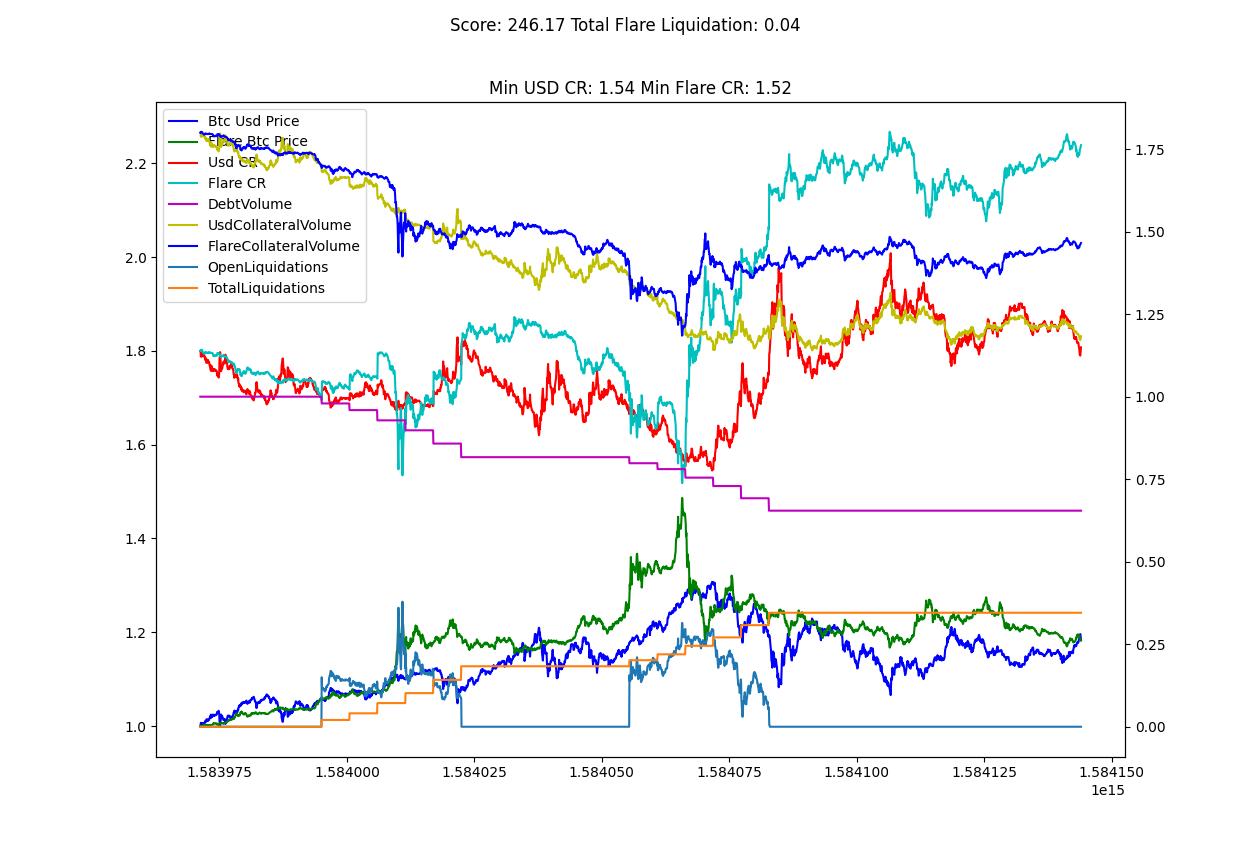 Score: 246.17 Total Flare Liquidation: 0.04
Min USD CR: 1.54 Min Flare CR: 1.52
Btc Usd Price
Flare Btc Price
Usd CR
Flare CR
DebtVolume
UsdCollateralVolume
FlareCollateralVolume
OpenLiquidations
TotalLiquidations
2.2
2.0
1.8
1.6
1.4
1.2
1.0
1.75
1.50
1.25
1.00
0.75
0.50
0.25
0.00
1.583975 1.584000 1.584025 1.584050 1.584075 1.584100 1.584125 1.584150
1e15